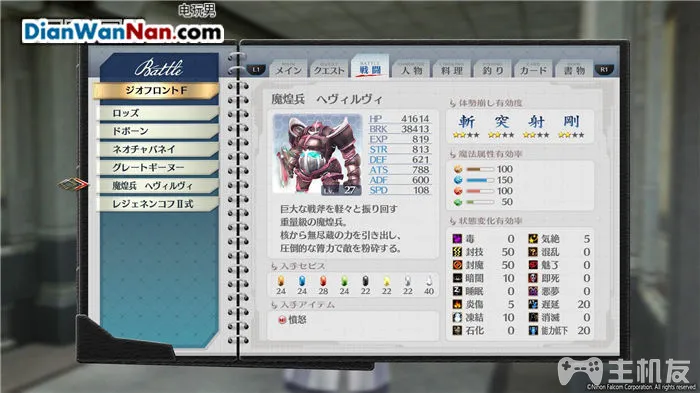 电玩男
DianWanNan.com
Battle
ジオフロントF
ロッズ
ドボーン
ネオチャパネイ
グレートギーヌー
魔煌兵 ヘヴィルヴィ
レジェネンコフⅡ式
L1
メイン
クエスト
BATTLE
戦闘
人物
料理
釣り
カード
書物
R1
魔煌兵 ヘヴィルヴィ
Lv. 27
HP 41614
BRK 38413
EXP 819
STR 813
DEF 621
ATS 788
ADF 600
SPD 108
巨大な戦斧を軽々と振り回す
重量級の魔煌兵。
核から無尽蔵の力を引き出し、
圧倒的な膂力で敵を粉砕する。
入手セピス
24 24 28 24 22 22 40
入手アイテム
憤怒
体勢崩し有効度
斬 突 射 剛
魔法属性有効率
100
150
100
50
状態変化有効率
毒 0
封技 50
封魔 50
暗闇 10
睡眠 0
炎傷 5
凍結 10
石化 0
気絶 5
混乱 0
魅了 0
即死 0
悪夢 0
遅延 20
消滅 0
能力低下 20
主机友
©Nihon Falcom Corporation. All rights reserved.